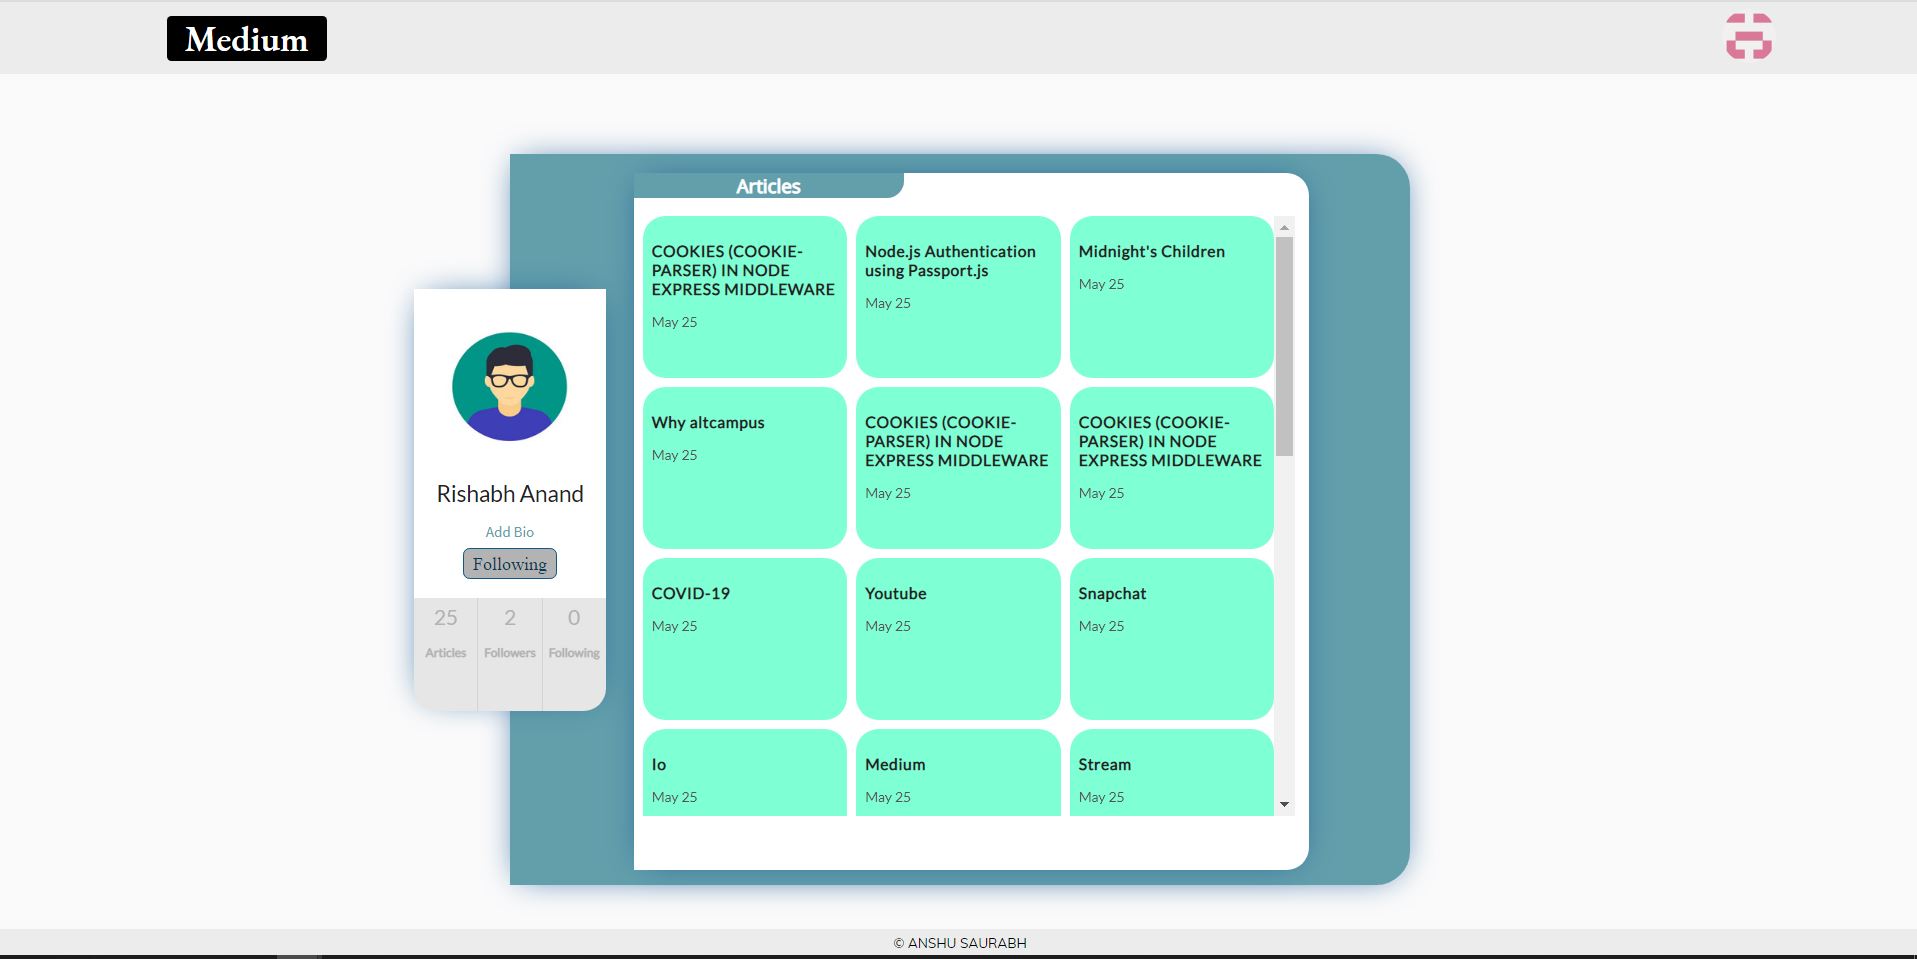 Medium
Articles
COOKIES (COOKIE-
PARSER) IN NODE
EXPRESS MIDDLEWARE
May 25
Node.js Authentication
using Passport.js
May 25
Midnight's Children
May 25
Why altcampus
May 25
COOKIES (COOKIE-
PARSER) IN NODE
EXPRESS MIDDLEWARE
May 25
COOKIES (COOKIE-
PARSER) IN NODE
EXPRESS MIDDLEWARE
May 25
COVID-19
May 25
Youtube
May 25
Snapchat
May 25
Io
May 25
Medium
May 25
Stream
May 25
Rishabh Anand
Add Bio
Following
25
Articles
2
Followers
0
Following
© ANSHU SAURABH